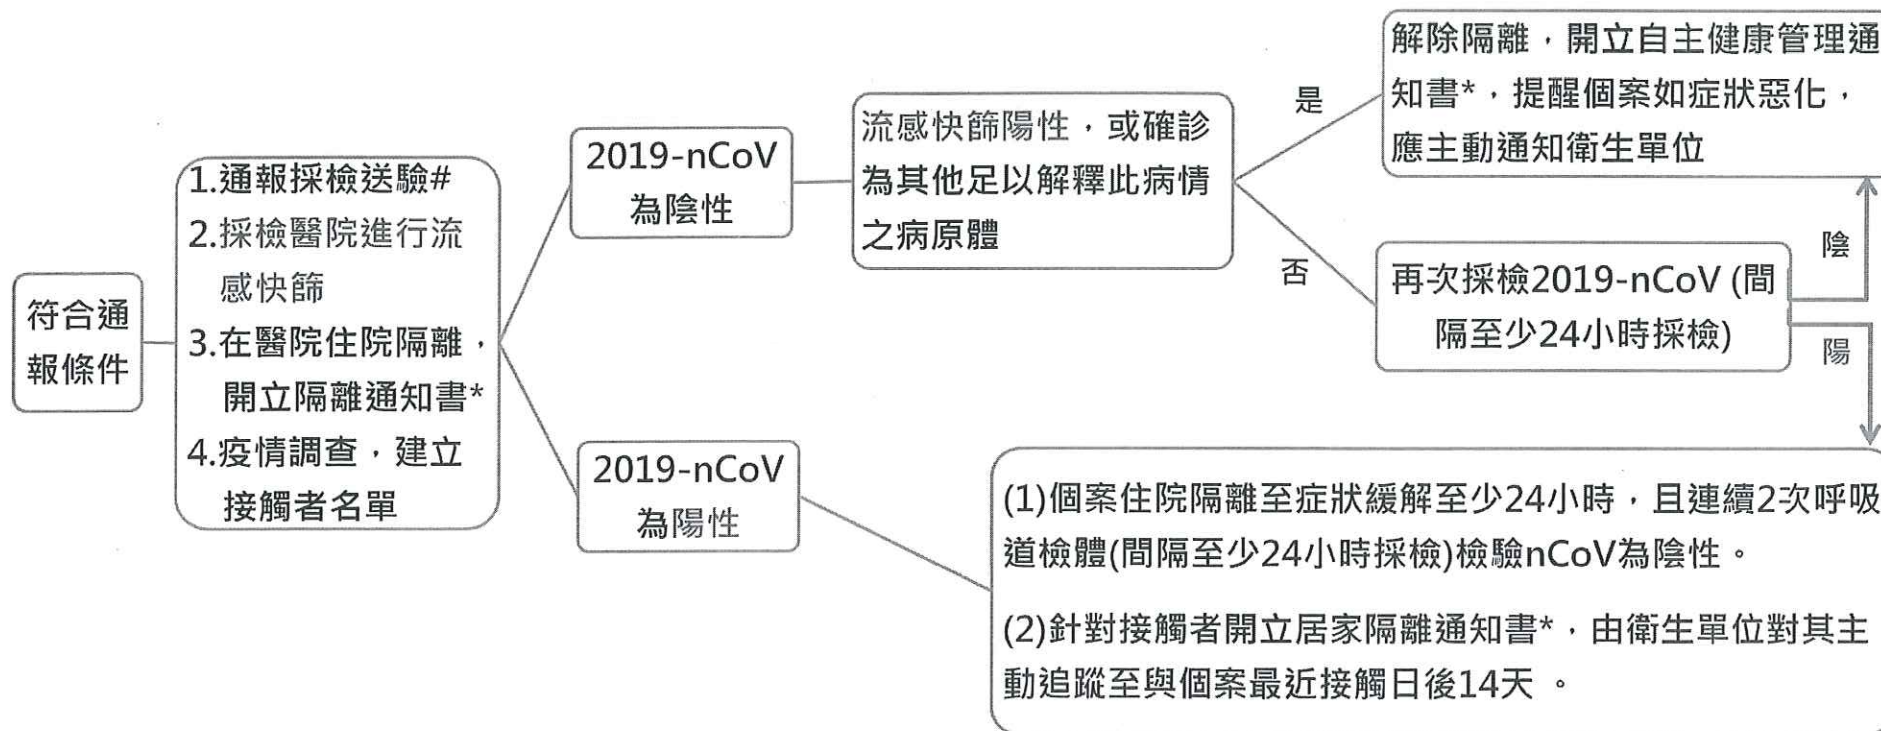 符合通
報條件
1.通報採檢送驗#
2.採檢醫院進行流
感快篩
3.在醫院住院隔離，
開立隔離通知書*
4.疫情調查，建立
接觸者名單
2019-nCoV
為陰性
流感快篩陽性，或確診
為其他足以解釋此病情
之病原體
是
解除隔離，開立自主健康管理通
知書*，提醒個案如症狀惡化，
應主動通知衛生單位
否
再次採檢2019-nCoV (間
隔至少24小時採檢)
陰
陽
2019-nCoV
為陽性
(1)個案住院隔離至症狀緩解至少24小時，且連續2次呼吸
道檢體(間隔至少24小時採檢)檢驗nCoV為陰性。
(2)針對接觸者開立居家隔離通知書*，由衛生單位對其主
動追蹤至與個案最近接觸日後14天 。